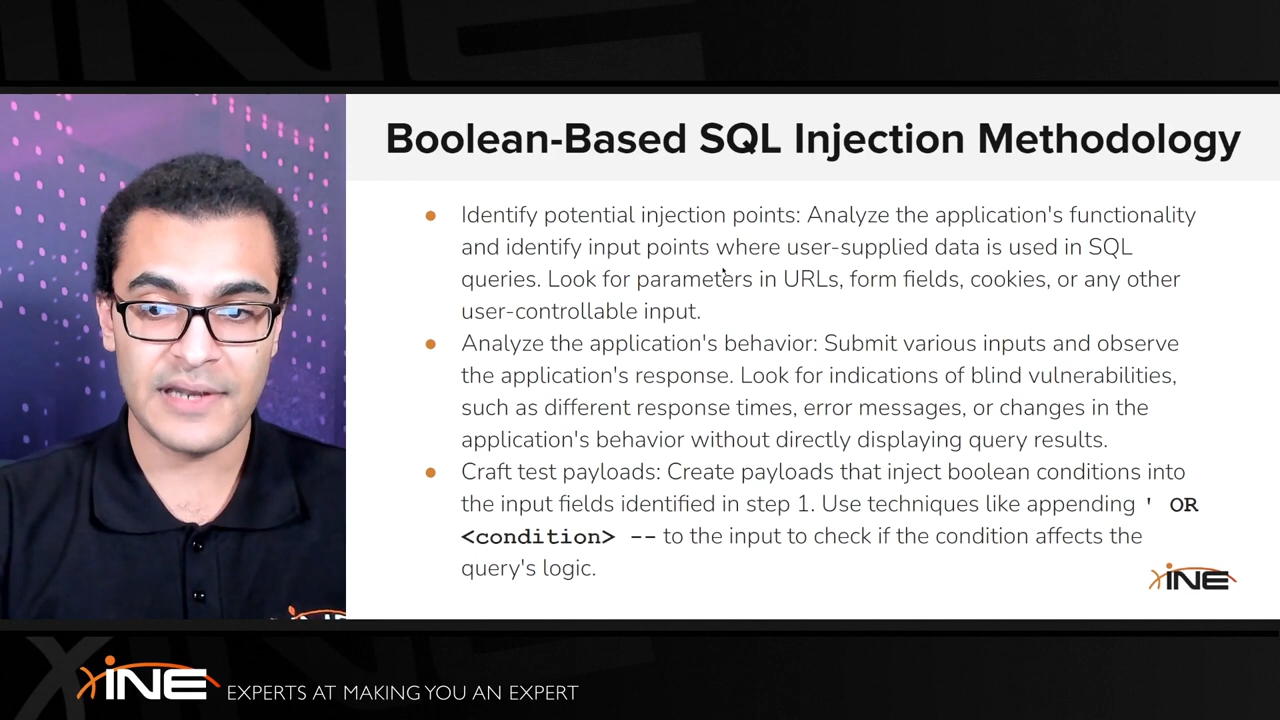 Boolean-Based SQL Injection Methodology
● Identify potential injection points: Analyze the application's functionality
and identify input points where user-supplied data is used in SQL
queries. Look for parameters in URLs, form fields, cookies, or any other
user-controllable input.
● Analyze the application's behavior: Submit various inputs and observe
the application's response. Look for indications of blind vulnerabilities,
such as different response times, error messages, or changes in the
application's behavior without directly displaying query results.
● Craft test payloads: Create payloads that inject boolean conditions into
the input fields identified in step 1. Use techniques like appending ' OR
<condition> -- to the input to check if the condition affects the
query's logic.
INE
INE EXPERTS AT MAKING YOU AN EXPERT